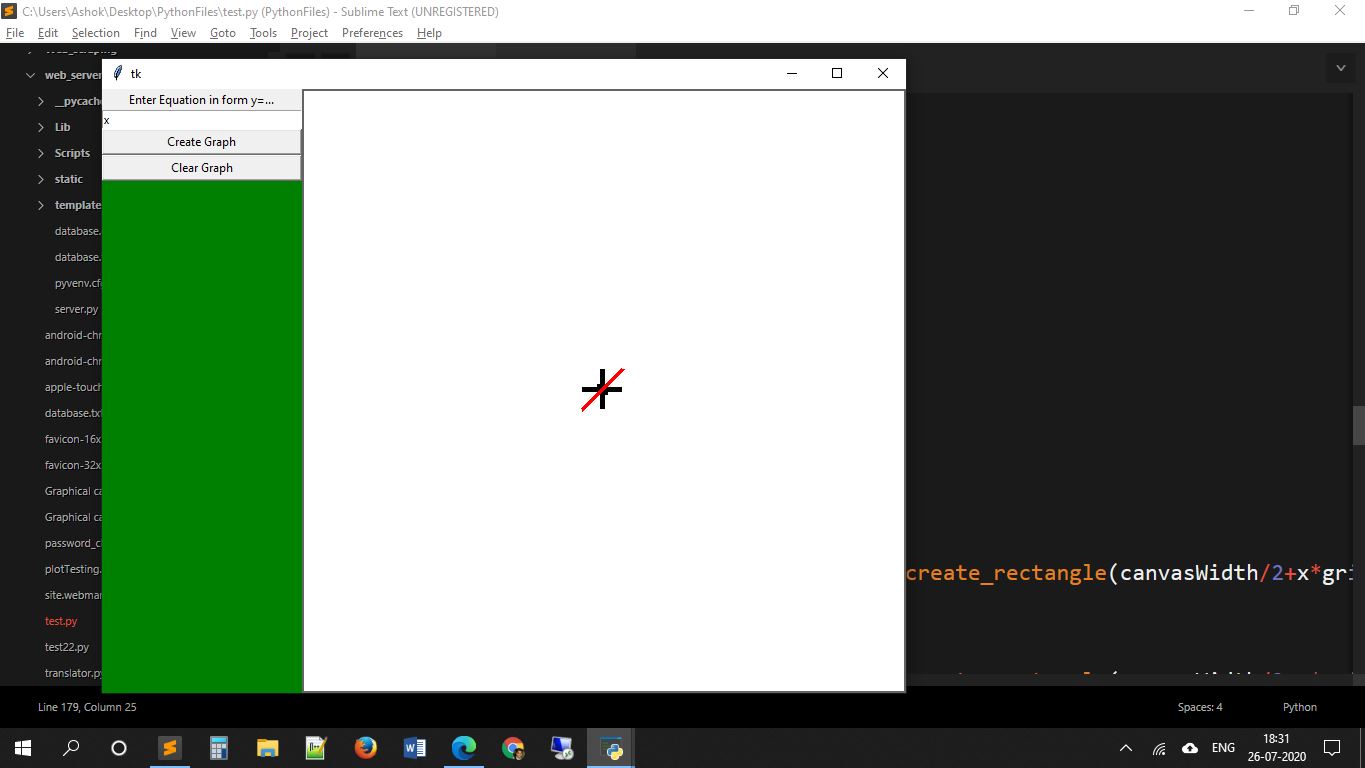 C:\Users\Ashok\Desktop\PythonFiles\test.py (PythonFiles) - Sublime Text (UNREGISTERED)
File Edit Selection Find View Goto Tools Project Preferences Help
web_server
tk
Enter Equation in form y=...
__pycach
x
Lib
Create Graph
Scripts
Clear Graph
static
template
database.
database.
pyvenv.cf
server.py
android-chr
android-chr
apple-touch
database.tx
favicon-16x
favicon-32x
Graphical ca
Graphical ca
password_c
plotTesting.
create_rectangle(canvasWidth/2+x*gri
site.webma
test.py
test22.py
translator.py
Line 179, Column 25
Spaces: 4
Python
ENG
18:31
26-07-2020